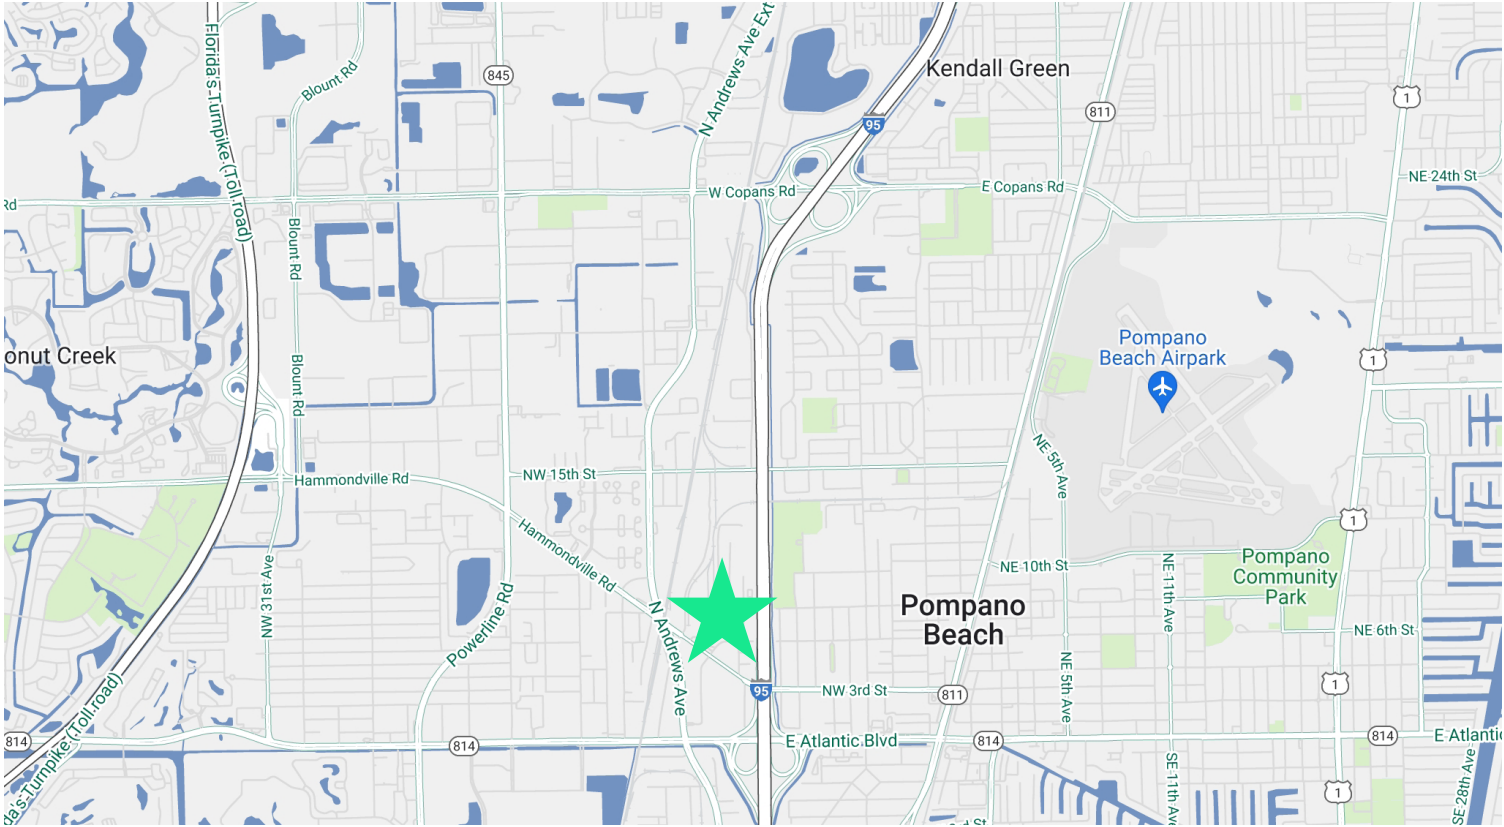 Florida's Turnpike (Toll road)
Blount Rd
845
N Andrews Ave Ext
Kendall Green
95
811
1
W Copans Rd
E Copans Rd
NE 24th St
Rd
Blount Rd
Pompano
Beach Airpark
1
onut Creek
Blount Rd
NE 5th Ave
Hammondville Rd
NW 15th St
1
Hammondville Rd
NE 10th St
NE 11th Ave
Pompano
Community
Park
NW 31st Ave
Powerline Rd
N Andrews Ave
Pompano
Beach
NE 6th St
NE 5th Ave
95
NW 3rd St
811
1
814
da's Turnpike (Toll road)
814
E Atlantic Blvd
814
814
E Atlantic
SE 11th Ave
1
SE 28th Ave
d St